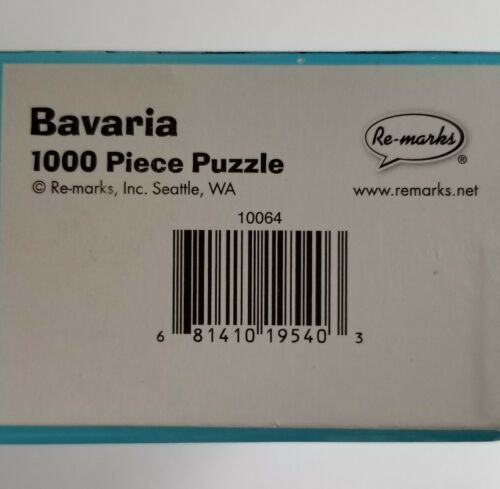 Bavaria
1000 Piece Puzzle
© Re-marks, Inc. Seattle, WA
Re-marks®
www.remarks.net
10064
6 81410 19540 3